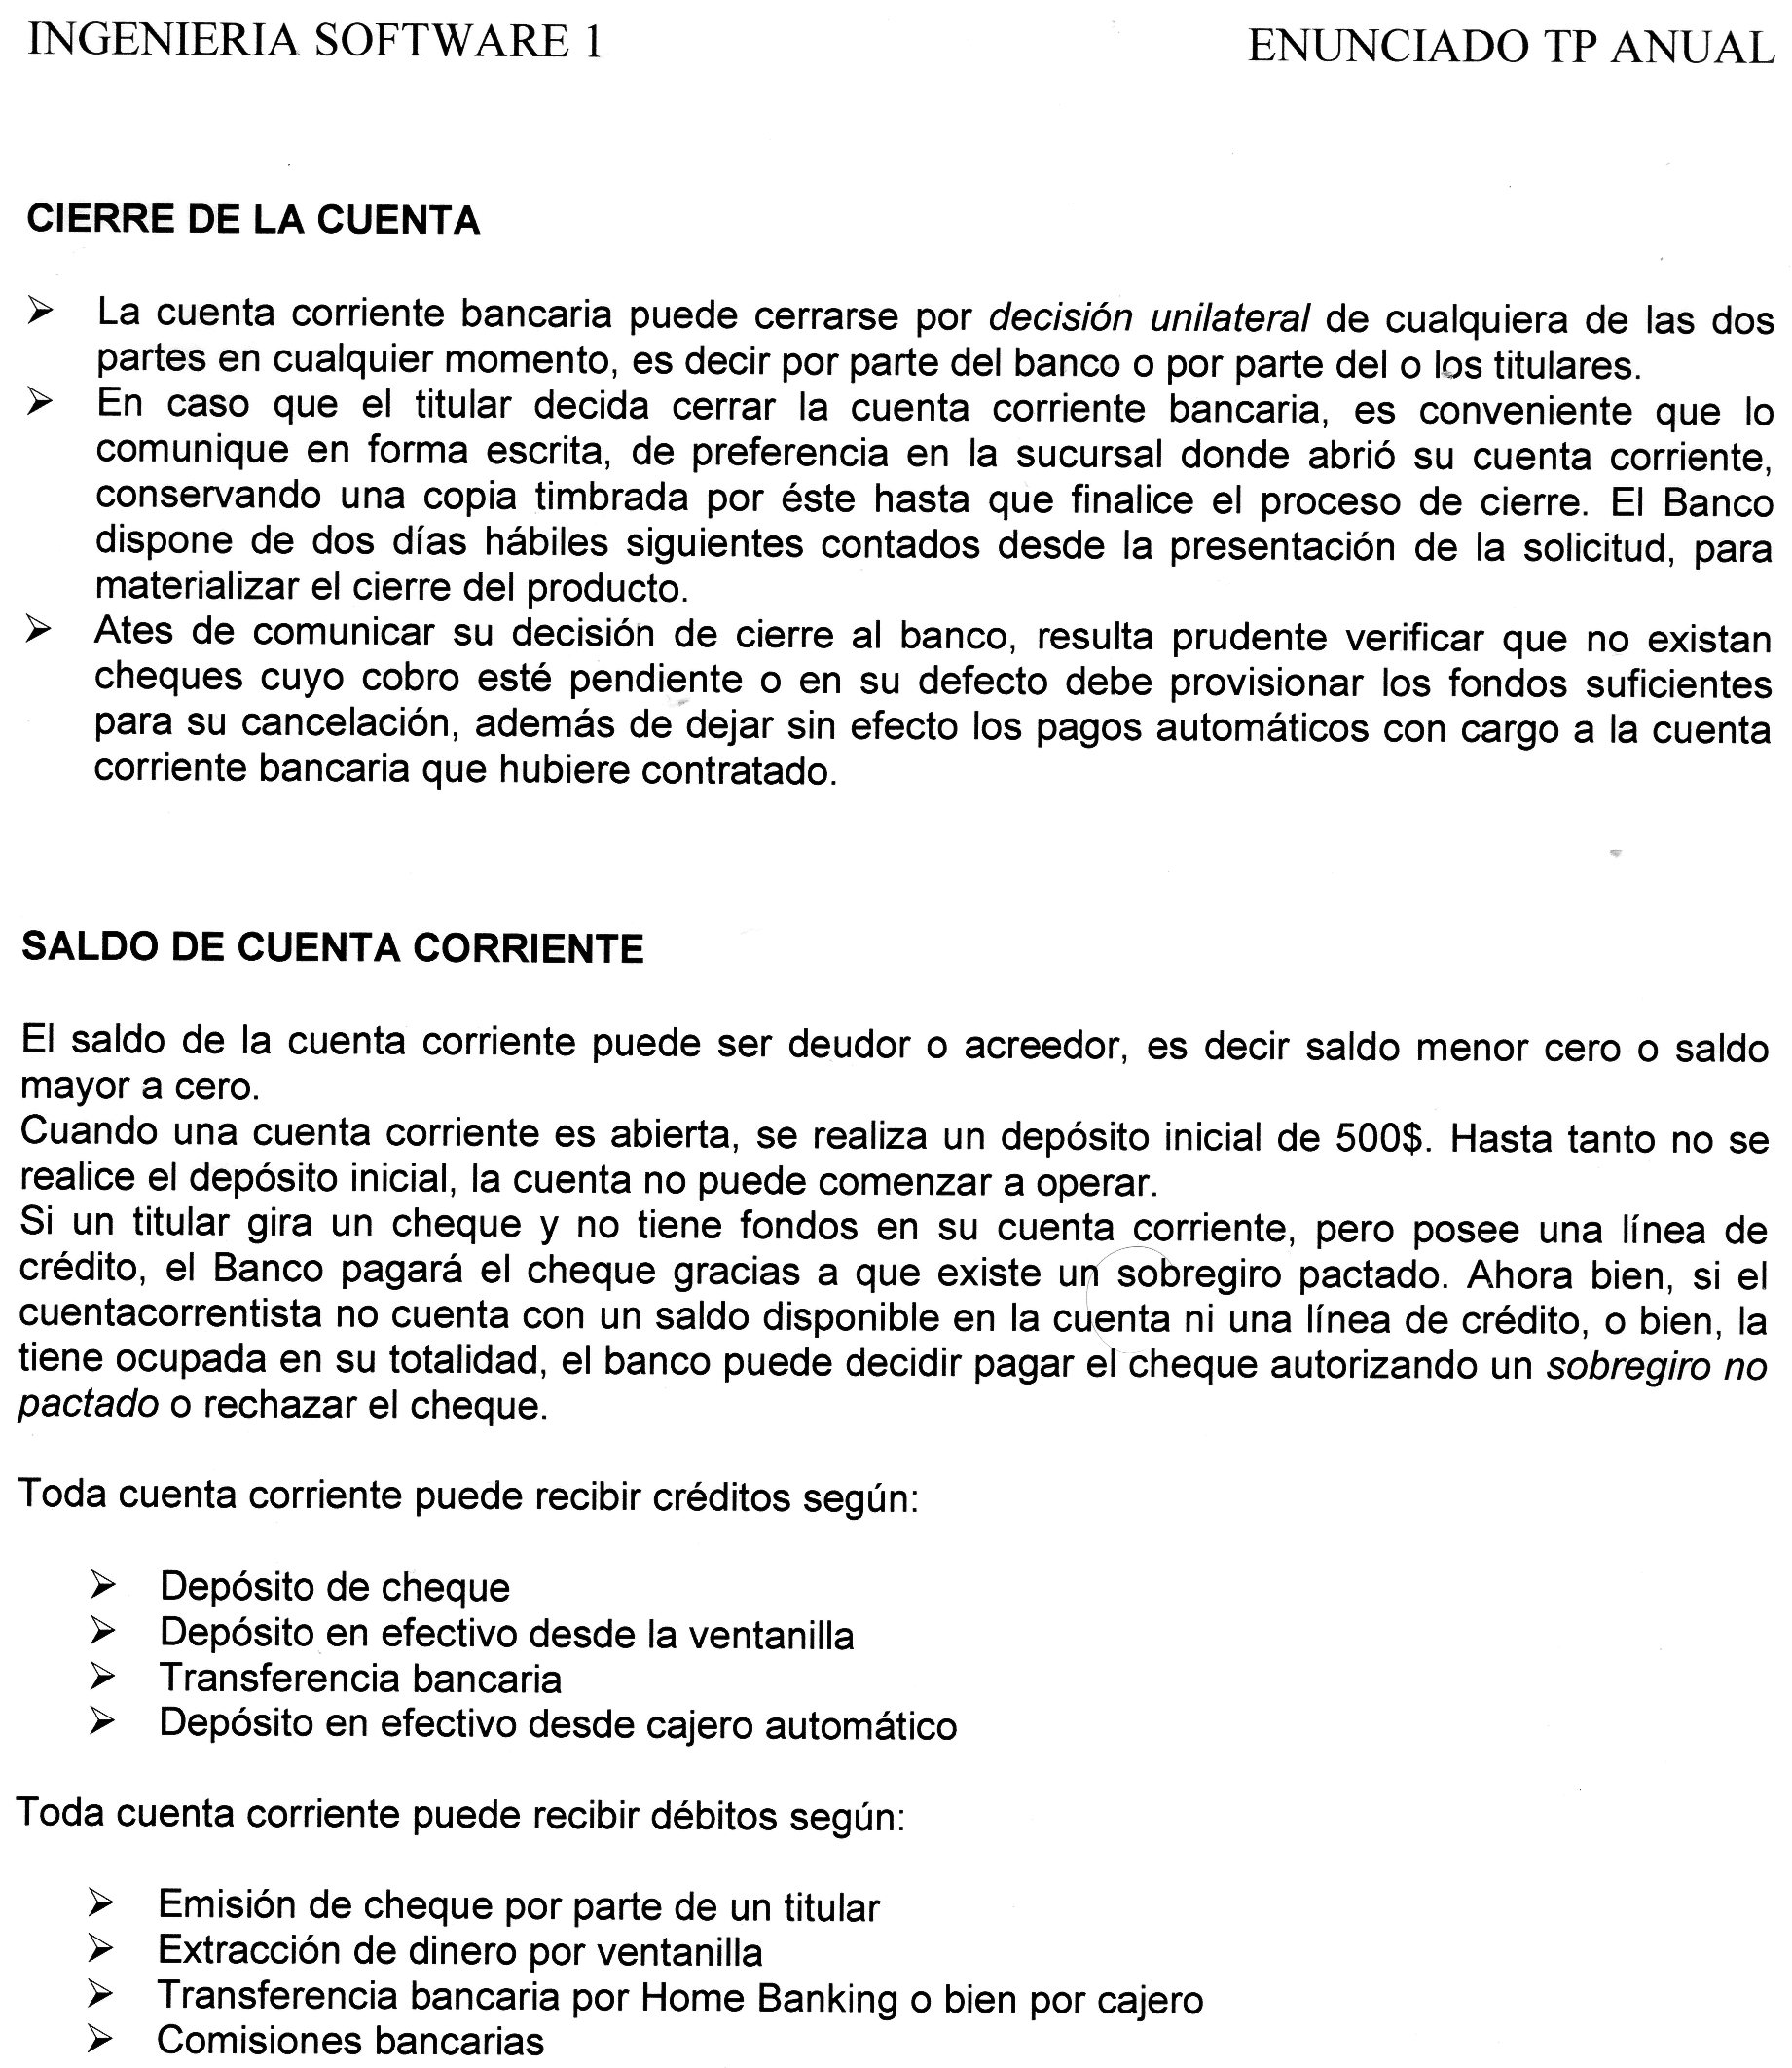 INGENIERIA SOFTWARE 1
ENUNCIADO TP ANUAL
CIERRE DE LA CUENTA
➢ La cuenta corriente bancaria puede cerrarse por decisión unilateral de cualquiera de las dos
partes en cualquier momento, es decir por parte del banco o por parte del o los titulares.
➢ En caso que el titular decida cerrar la cuenta corriente bancaria, es conveniente que lo
comunique en forma escrita, de preferencia en la sucursal donde abrió su cuenta corriente,
conservando una copia timbrada por éste hasta que finalice el proceso de cierre. El Banco
dispone de dos días hábiles siguientes contados desde la presentación de la solicitud, para
materializar el cierre del producto.
➢ Ates de comunicar su decisión de cierre al banco, resulta prudente verificar que no existan
cheques cuyo cobro esté pendiente o en su defecto debe provisionar los fondos suficientes
para su cancelación, además de dejar sin efecto los pagos automáticos con cargo a la cuenta
corriente bancaria que hubiere contratado.
SALDO DE CUENTA CORRIENTE
El saldo de la cuenta corriente puede ser deudor o acreedor, es decir saldo menor cero o saldo
mayor a cero.
Cuando una cuenta corriente es abierta, se realiza un depósito inicial de 500$. Hasta tanto no se
realice el depósito inicial, la cuenta no puede comenzar a operar.
Si un titular gira un cheque y no tiene fondos en su cuenta corriente, pero posee una línea de
crédito, el Banco pagará el cheque gracias a que existe un sobregiro pactado. Ahora bien, si el
cuentacorrentista no cuenta con un saldo disponible en la cuenta ni una línea de crédito, o bien, la
tiene ocupada en su totalidad, el banco puede decidir pagar el cheque autorizando un sobregiro no
pactado o rechazar el cheque.
Toda cuenta corriente puede recibir créditos según:
➢ Depósito de cheque
➢ Depósito en efectivo desde la ventanilla
➢ Transferencia bancaria
➢ Depósito en efectivo desde cajero automático
Toda cuenta corriente puede recibir débitos según:
➢ Emisión de cheque por parte de un titular
➢ Extracción de dinero por ventanilla
➢ Transferencia bancaria por Home Banking o bien por cajero
➢ Comisiones bancarias